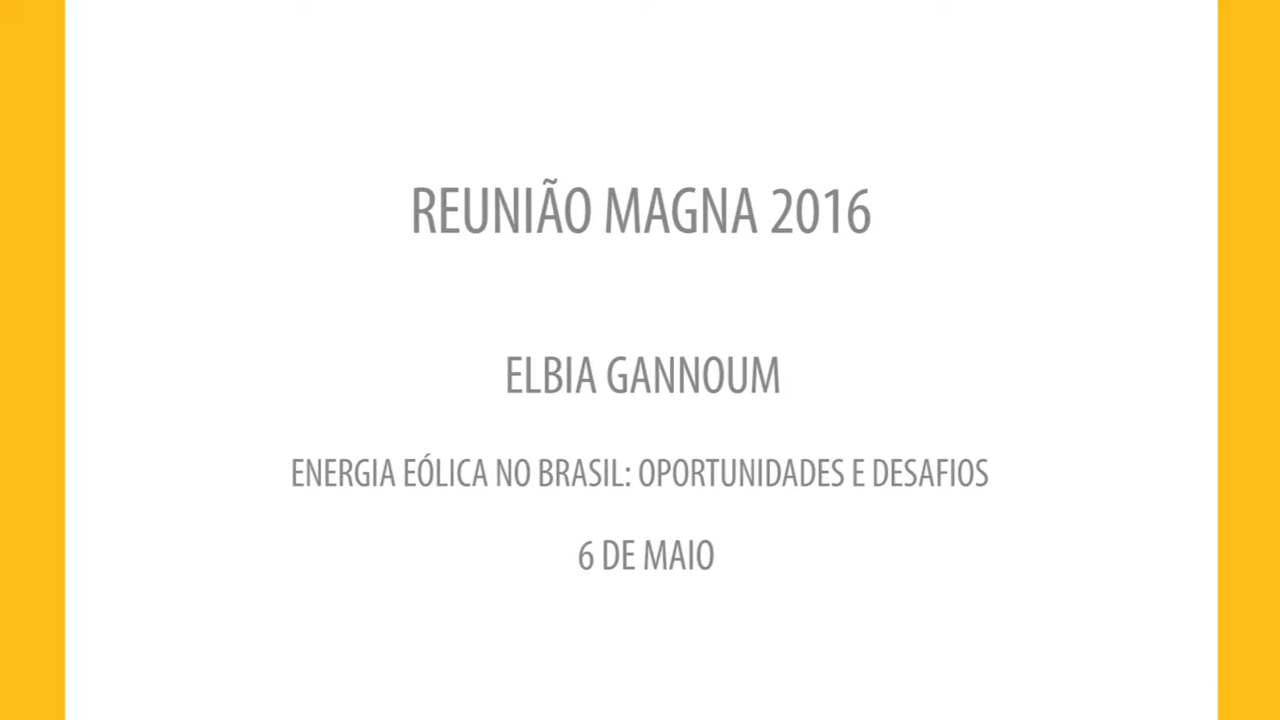 REUNIÃO MAGNA 2016
ELBIA GANNOUM
ENERGIA EÓLICA NO BRASIL: OPORTUNIDADES E DESAFIOS
6 DE MAIO